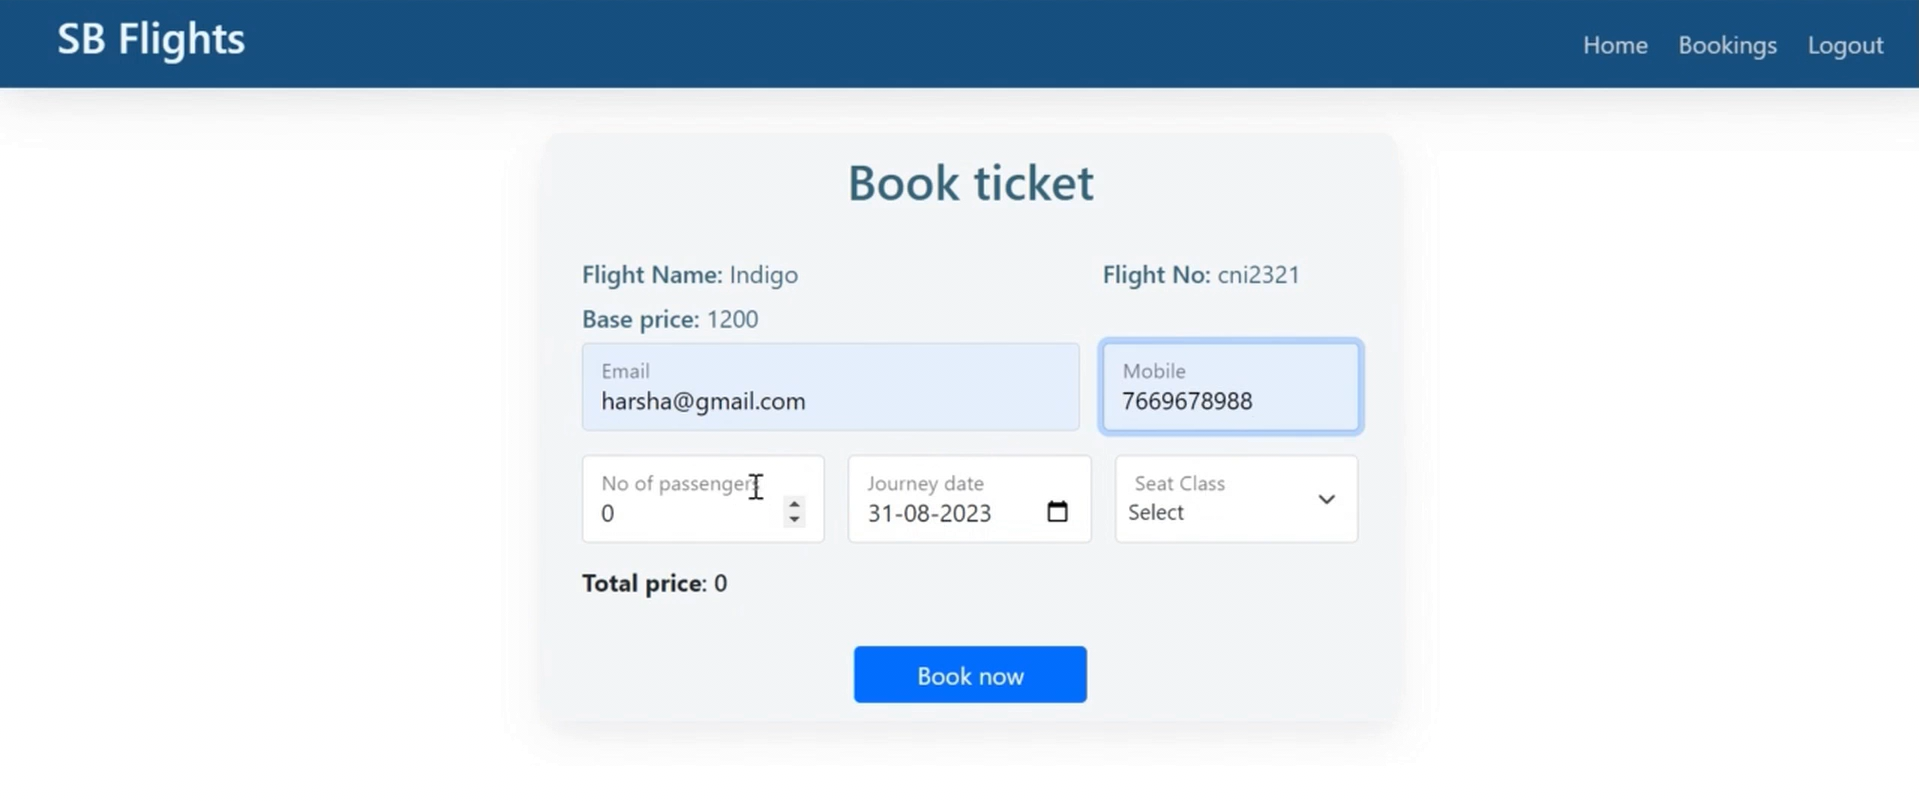 SB Flights
Home Bookings Logout
Book ticket
Flight Name: Indigo Flight No: cni2321
Base price: 1200
Email Mobile
harsha@gmail.com 7669678988
No of passengers Journey date Seat Class
0 31-08-2023 Select
Total price: 0
Book now